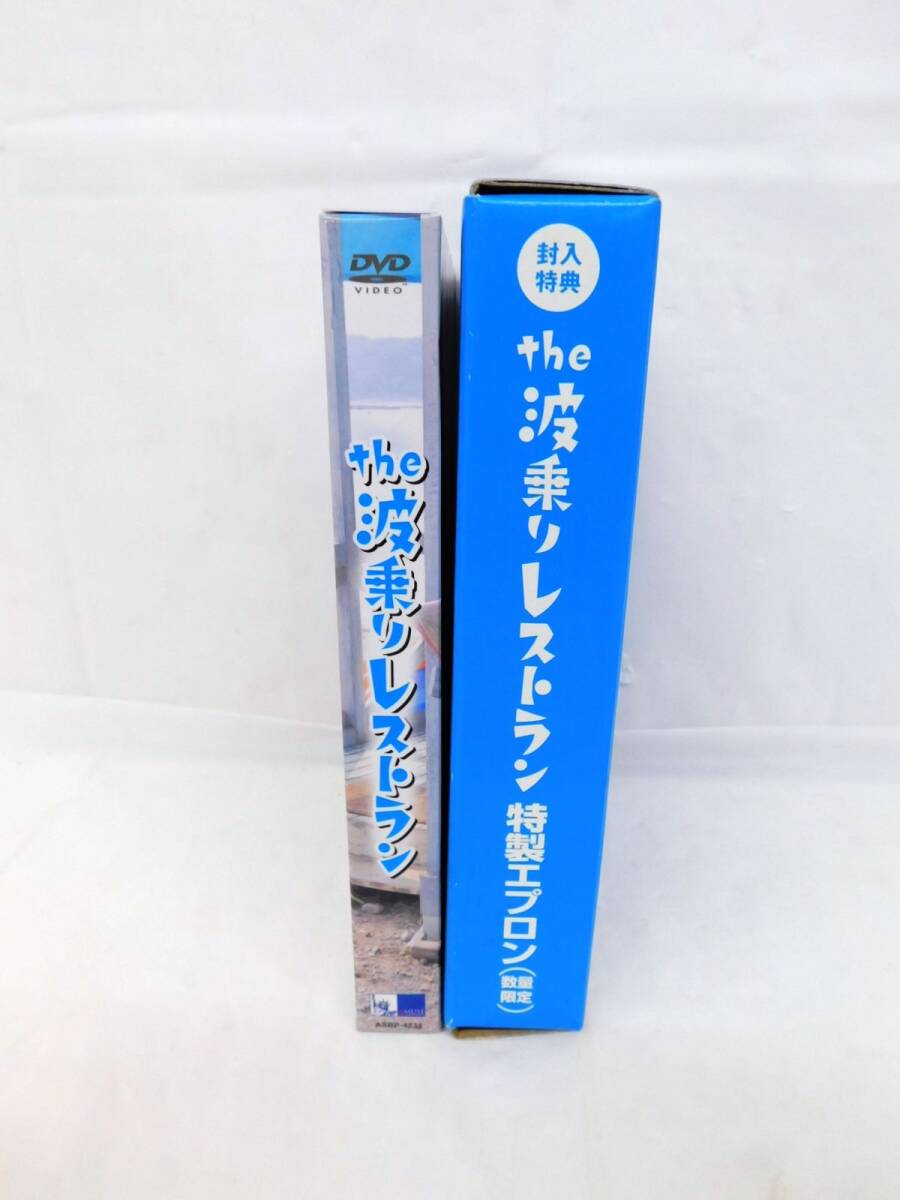 DVD
VIDEO
the 波乗りレストラン
封入
特典
the 波乗りレストラン 特製エプロン(数量限定)